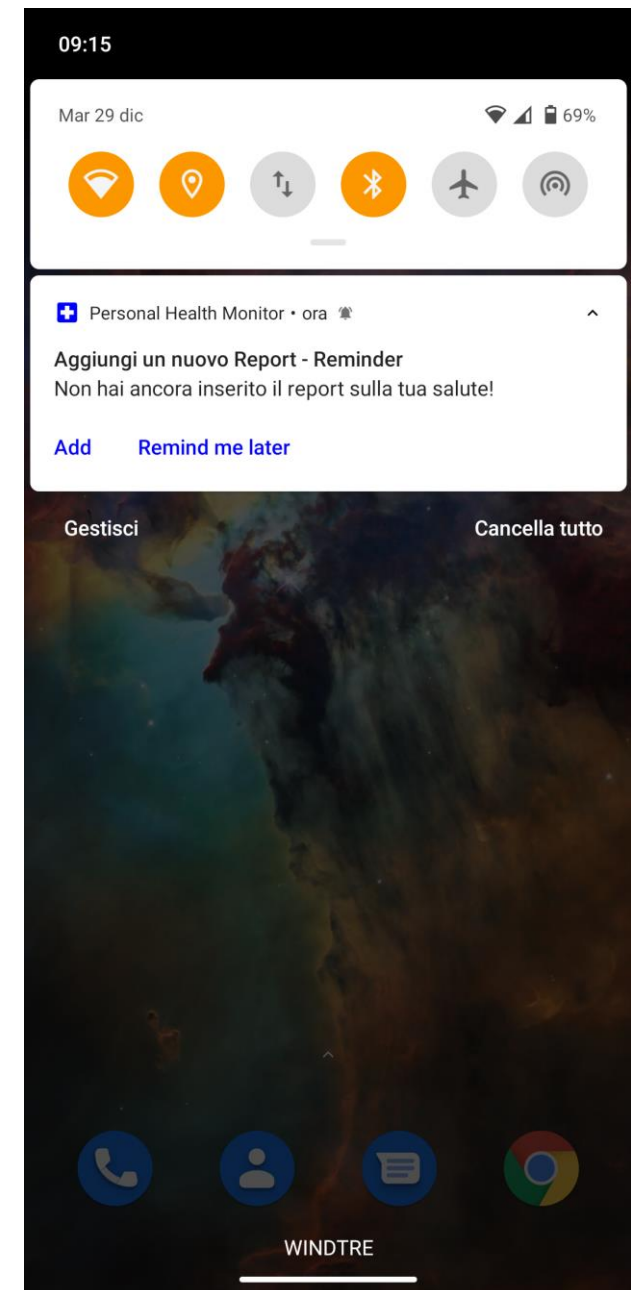 09:15
Mar 29 dic
69%
Personal Health Monitor • ora
Aggiungi un nuovo Report - Reminder
Non hai ancora inserito il report sulla tua salute!
Add Remind me later
Gestisci Cancella tutto
WINDTRE